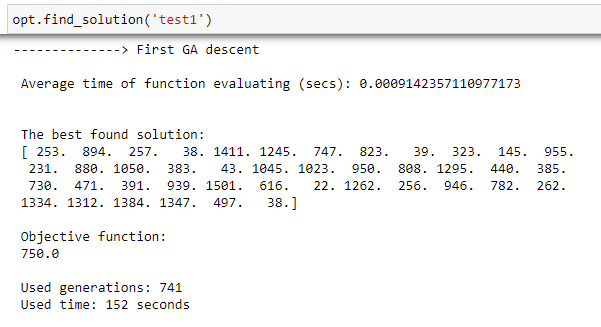 opt.find_solution('test1')
--------------> First GA descent
Average time of function evaluating (secs): 0.0009142357110977173
The best found solution:
[ 253.  894.  257.   38. 1411. 1245.  747.  823.   39.  323.  145.  955.
  231.  880. 1050.  383.   43. 1045. 1023.  950.  808. 1295.  440.  385.
  730.  471.  391.  939. 1501.  616.   22. 1262.  256.  946.  782.  262.
 1334. 1312. 1384. 1347.  497.   38.]
Objective function:
750.0
Used generations: 741
Used time: 152 seconds